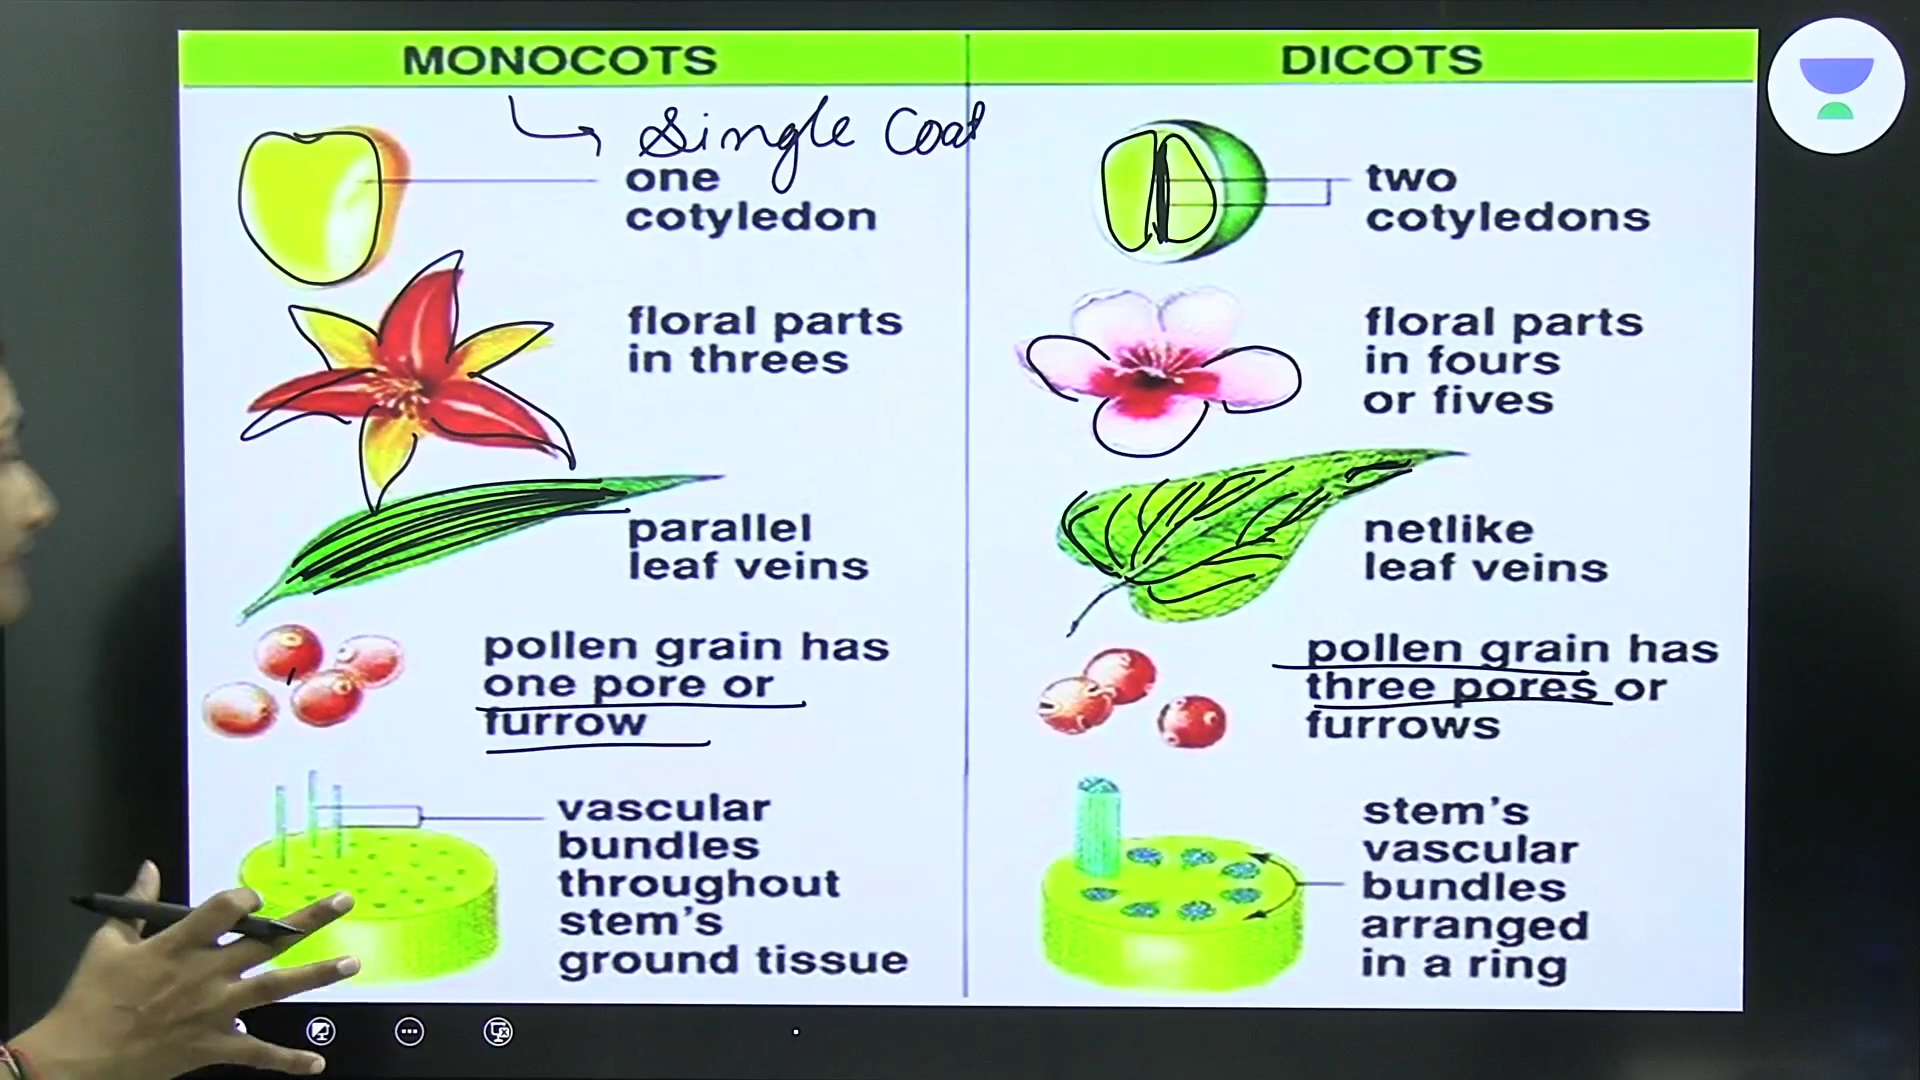 MONOCOTS
DICOTS
Single Coat
one
cotyledon
two
cotyledons
floral parts
in threes
floral parts
in fours
or fives
parallel
leaf veins
netlike
leaf veins
pollen grain has
one pore or
furrow
pollen grain has
three pores or
furrows
vascular
bundles
throughout
stem's
ground tissue
stem's
vascular
bundles
arranged
in a ring